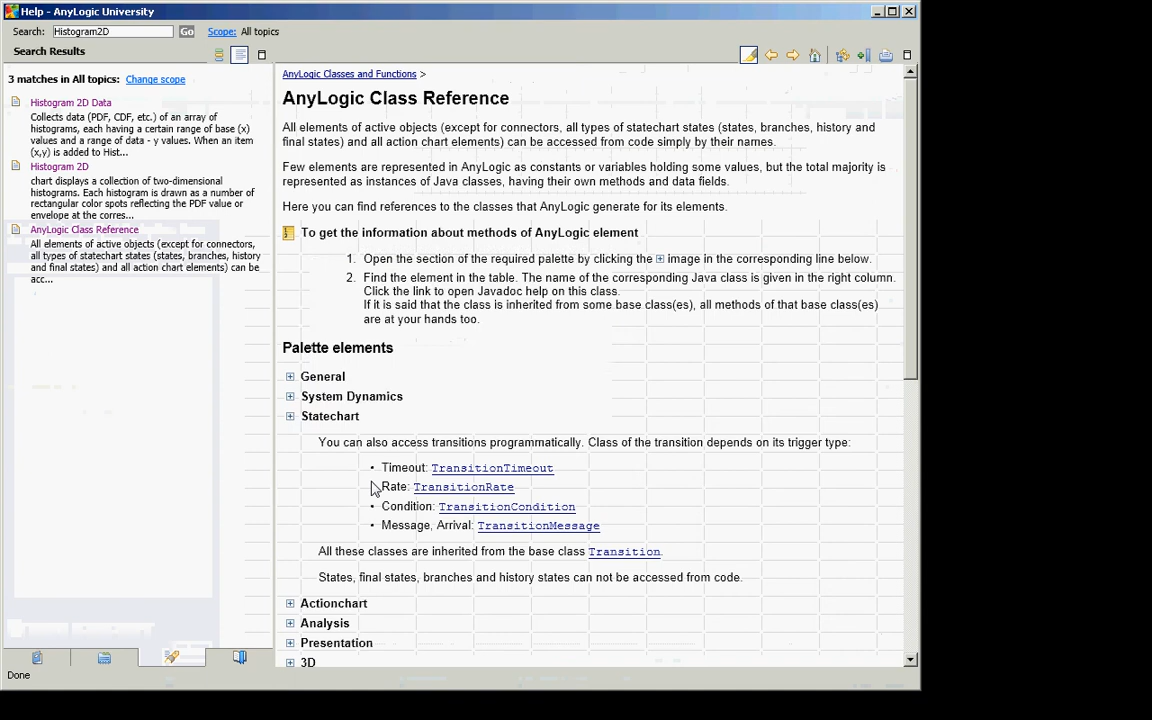 Help - AnyLogic University
Search: Histogram2D Go Scope: All topics
Search Results
3 matches in All topics: Change scope
Histogram 2D Data
Collects data (PDF, CDF, etc.) of an array of
histograms, each having a certain range of base (x)
values and a range of data - y values. When an item
(x,y) is added to Hist...
Histogram 2D
chart displays a collection of two-dimensional
histograms. Each histogram is drawn as a number of
rectangular color spots reflecting the PDF value or
envelope at the corres...
AnyLogic Class Reference
All elements of active objects (except for connectors,
all types of statechart states (states, branches, history
and final states) and all action chart elements) can be
acc...
AnyLogic Classes and Functions >
AnyLogic Class Reference
All elements of active objects (except for connectors, all types of statechart states (states, branches, history and
final states) and all action chart elements) can be accessed from code simply by their names.
Few elements are represented in AnyLogic as constants or variables holding some values, but the total majority is
represented as instances of Java classes, having their own methods and data fields.
Here you can find references to the classes that AnyLogic generate for its elements.
To get the information about methods of AnyLogic element
1. Open the section of the required palette by clicking the image in the corresponding line below.
2. Find the element in the table. The name of the corresponding Java class is given in the right column.
Click the link to open Javadoc help on this class.
If it is said that the class is inherited from some base class(es), all methods of that base class(es)
are at your hands too.
Palette elements
General
System Dynamics
Statechart
You can also access transitions programmatically. Class of the transition depends on its trigger type:
• Timeout: TransitionTimeout
• Rate: TransitionRate
• Condition: TransitionCondition
• Message, Arrival: TransitionMessage
All these classes are inherited from the base class Transition.
States, final states, branches and history states can not be accessed from code.
Actionchart
Analysis
Presentation
3D
Done